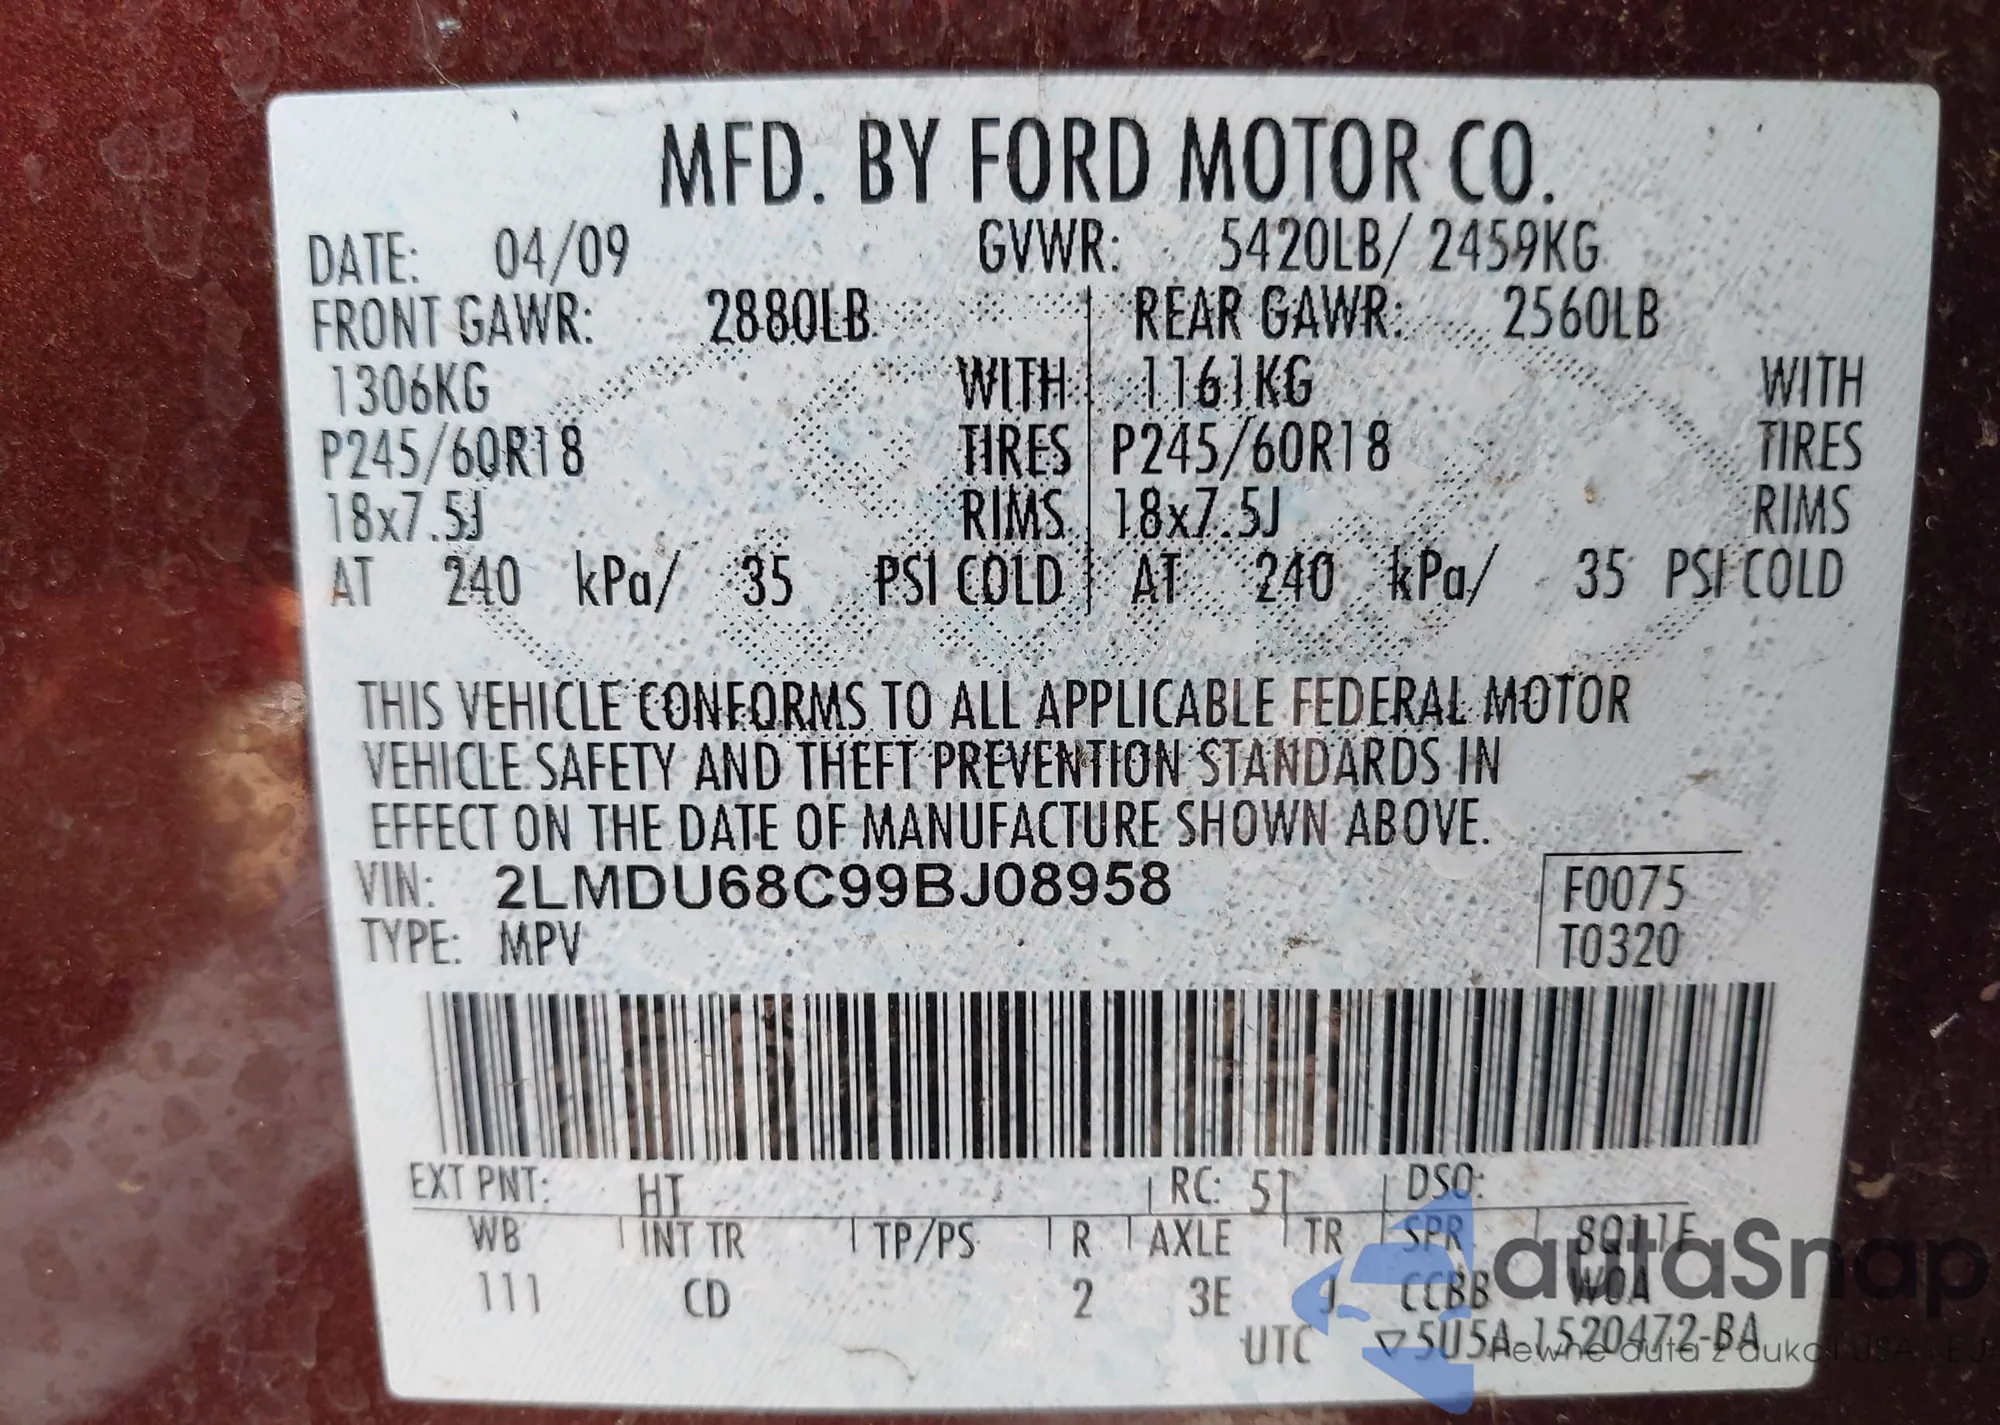 MFD. BY FORD MOTOR CO.
DATE: 04/09 GVWR: 5420LB/ 2459KG
FRONT GAWR: 2880LB REAR GAWR: 2560LB
1306KG WITH 1161KG WITH
P245/60R18 TIRES P245/60R18 TIRES
18x7.5J RIMS 18x7.5J RIMS
AT 240 kPa/ 35 PSI COLD AT 240 kPa/ 35 PSI COLD
THIS VEHICLE CONFORMS TO ALL APPLICABLE FEDERAL MOTOR
VEHICLE SAFETY AND THEFT PREVENTION STANDARDS IN
EFFECT ON THE DATE OF MANUFACTURE SHOWN ABOVE.
VIN: 2LMDU68C99BJ08958 F0075
TYPE: MPV T0320
EXT PNT: HT RC: 51 DSO:
WB INT TR TP/PS R AXLE TR SPR
111 CD 2 3E J CCBB W0A
UTC ▽5U5A-1520472-BA
autaSnap
Pewne auta z